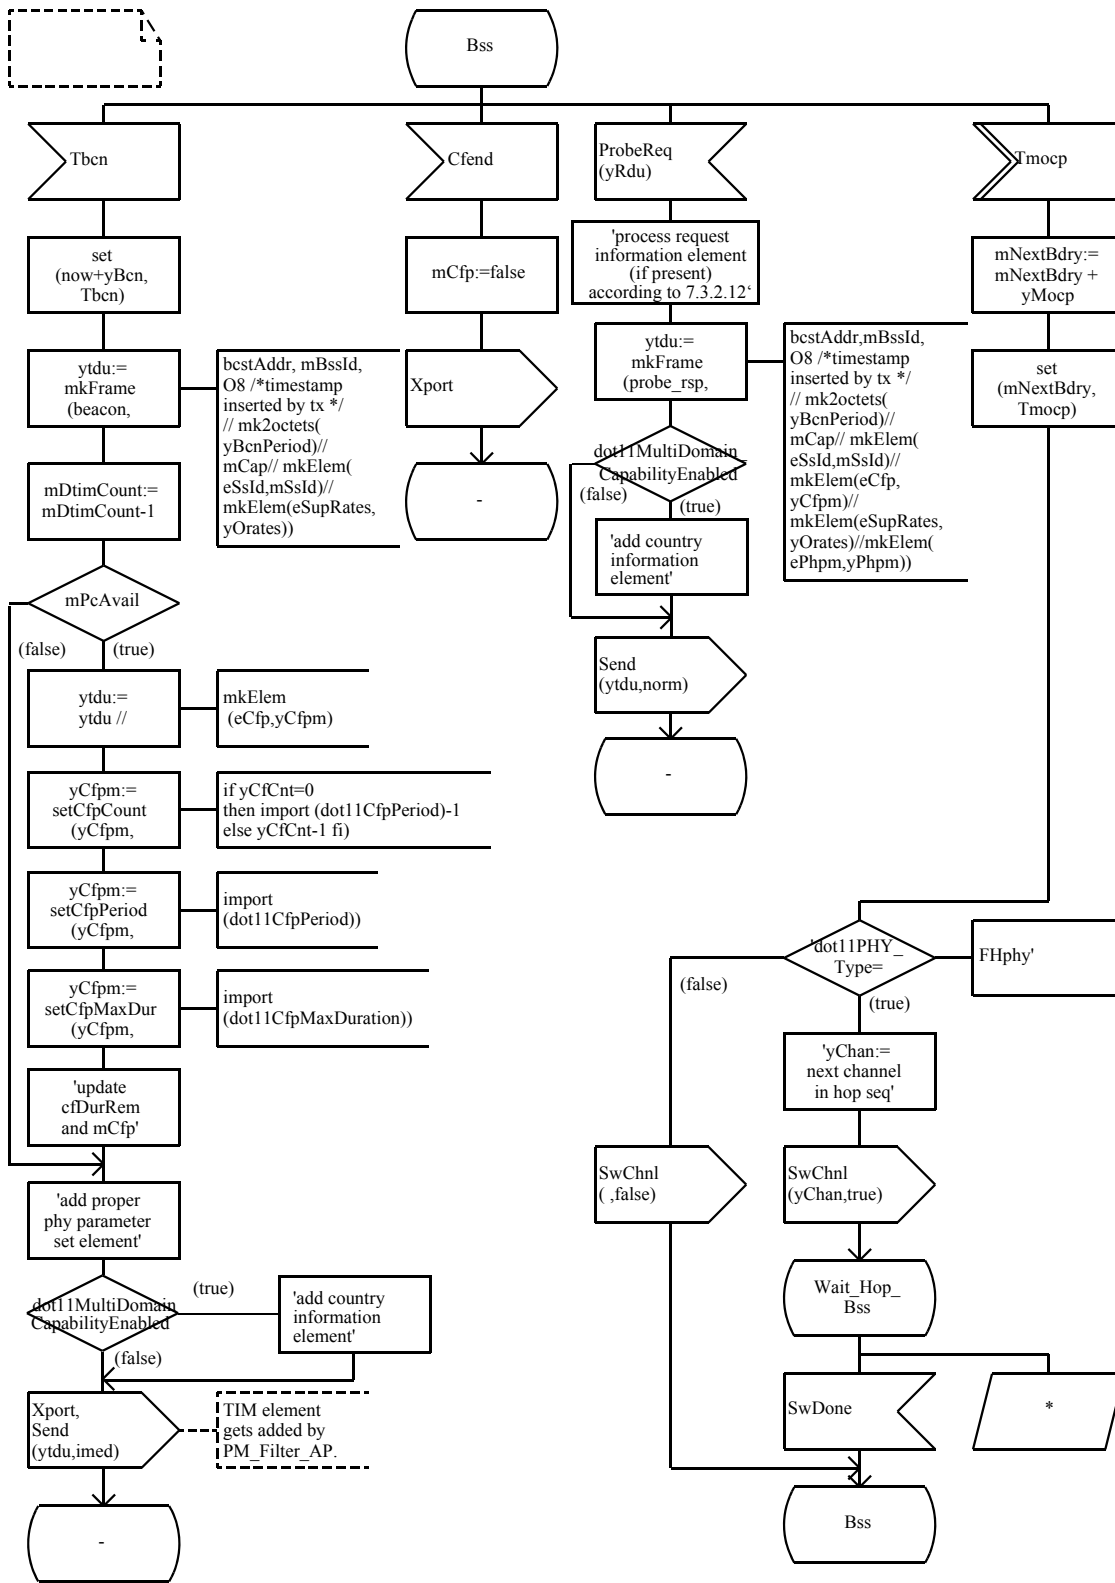 Bss
Tbcn
set
(now+yBcn,
Tbcn)
ytdu:=
mkFrame
(beacon,
bcstAddr, mBssId,
O8 /*timestamp
inserted by tx */
// mk2octets(
yBcnPeriod)//
mCap// mkElem(
eSsId,mSsId)//
mkElem(eSupRates,
yOrates))
mDtimCount:=
mDtimCount-1
mPcAvail
(false)
(true)
ytdu:=
ytdu //
mkElem
(eCfp,yCfpm)
yCfpm:=
setCfpCount
(yCfpm,
if yCfCnt=0
then import (dot11CfpPeriod)-1
else yCfCnt-1 fi)
yCfpm:=
setCfpPeriod
(yCfpm,
import
(dot11CfpPeriod))
yCfpm:=
setCfpMaxDur
(yCfpm,
import
(dot11CfpMaxDuration))
'update
cfDurRem
and mCfp'
'add proper
phy parameter
set element'
dot11MultiDomain
CapabilityEnabled
(true)
'add country
information
element'
(false)
Xport,
Send
(ytdu,imed)
TIM element
gets added by
PM_Filter_AP.
-
Cfend
mCfp:=false
Xport
-
ProbeReq
(yRdu)
'process request
information element
(if present)
according to 7.3.2.12‘
ytdu:=
mkFrame
(probe_rsp,
bcstAddr,mBssId,
O8 /*timestamp
inserted by tx */
// mk2octets(
yBcnPeriod)//
mCap// mkElem(
eSsId,mSsId)//
mkElem(eCfp,
yCfpm)//
mkElem(eSupRates,
yOrates)//mkElem(
ePhpm,yPhpm))
dot11MultiDomain_
CapabilityEnabled
(false)
(true)
'add country
information
element'
Send
(ytdu,norm)
-
Tmocp
mNextBdry:=
mNextBdry +
yMocp
set
(mNextBdry,
Tmocp)
'dot11PHY_
Type=
FHphy'
(false)
(true)
'yChan:=
next channel
in hop seq'
SwChnl
( ,false)
SwChnl
(yChan,true)
Wait_Hop_
Bss
SwDone
*
Bss